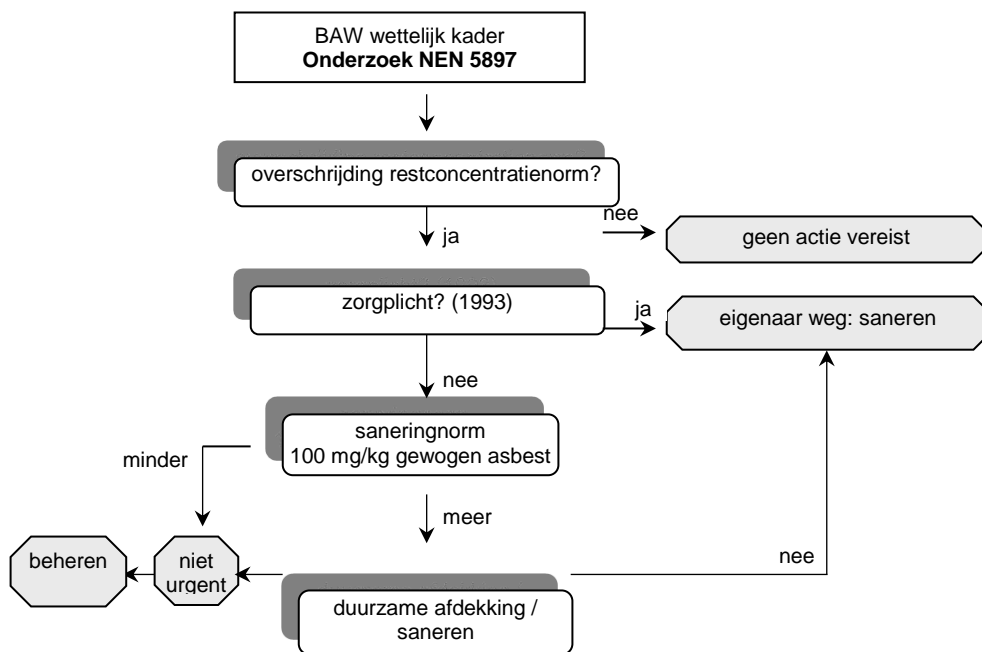 BAW wettelijk kader
Onderzoek NEN 5897
overschrijding restconcentratienorm?
nee
ja
geen actie vereist
zorgplicht? (1993)
ja
eigenaar weg: saneren
nee
saneringnorm
100 mg/kg gewogen asbest
minder
meer
nee
beheren
niet
urgent
duurzame afdekking /
saneren